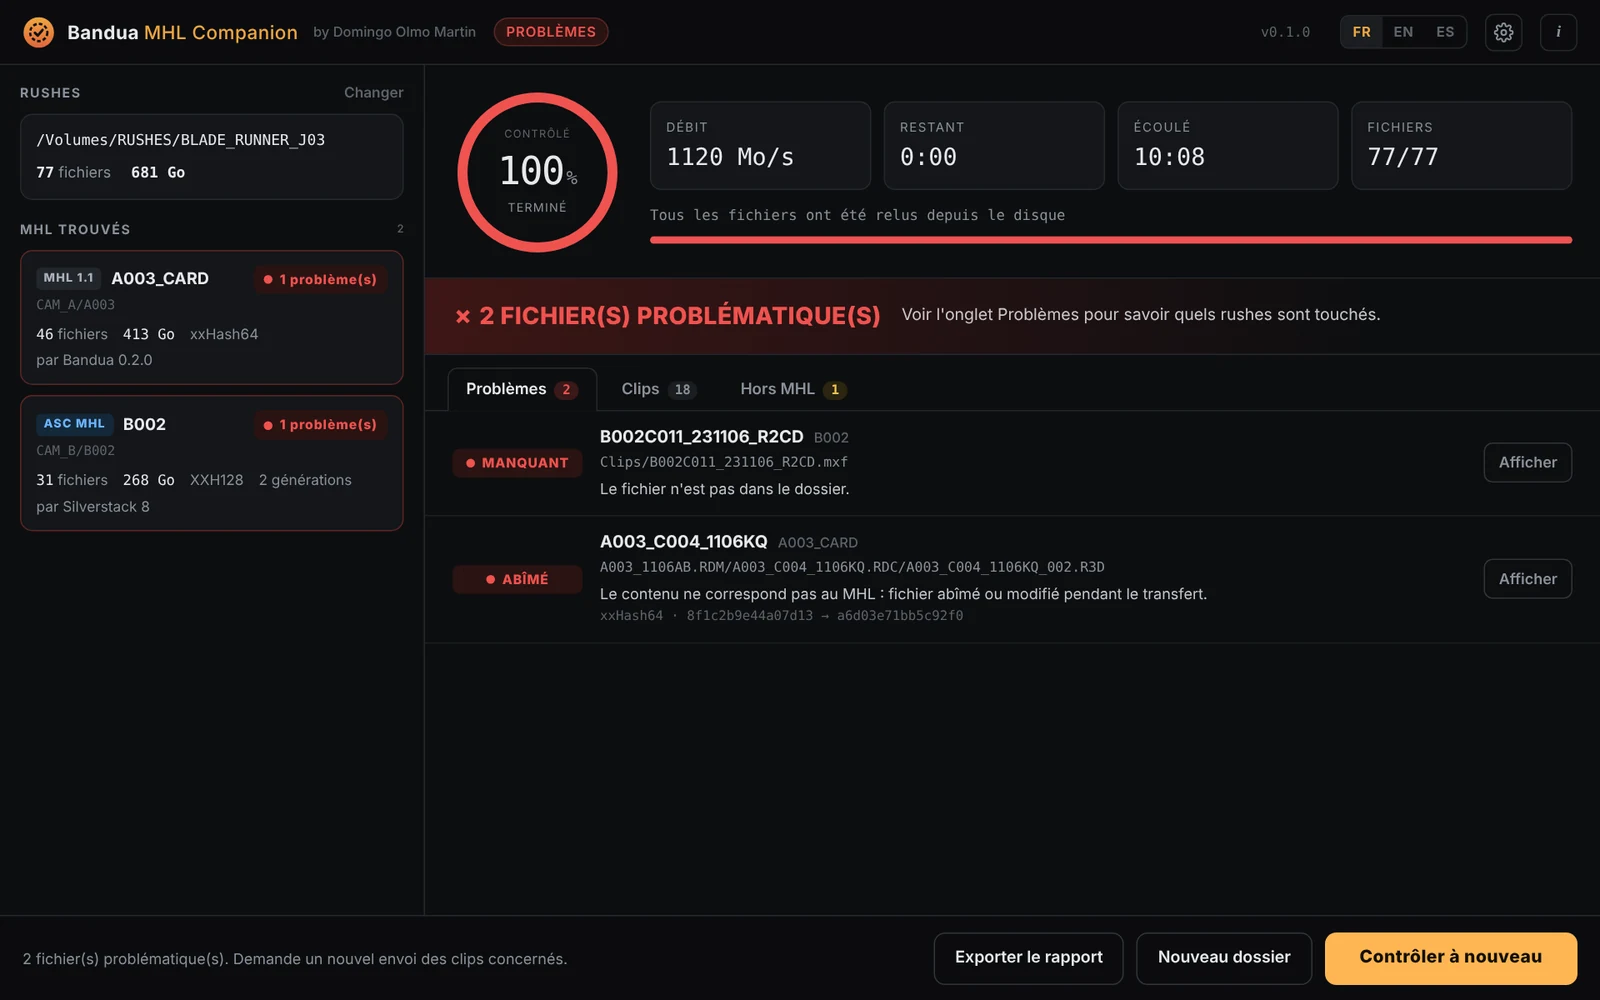 Bandua MHL Companion by Domingo Olmo Martin PROBLÈMES
v0.1.0 FR EN ES i
RUSHES Changer
/Volumes/RUSHES/BLADE_RUNNER_J03
77 fichiers 681 Go
MHL TROUVÉS 2
MHL 1.1 A003_CARD 1 problème(s)
CAM_A/A003
46 fichiers 413 Go xxHash64
par Bandua 0.2.0
ASC MHL B002 1 problème(s)
CAM_B/B002
31 fichiers 268 Go XXH128 2 générations
par Silverstack 8
CONTRÔLÉ
100%
TERMINÉ
DÉBIT
1120 Mo/s
RESTANT
0:00
ÉCOULÉ
10:08
FICHIERS
77/77
Tous les fichiers ont été relus depuis le disque
× 2 FICHIER(S) PROBLÉMATIQUE(S) Voir l'onglet Problèmes pour savoir quels rushes sont touchés.
Problèmes 2 Clips 18 Hors MHL 1
MANQUANT
B002C011_231106_R2CD B002
Clips/B002C011_231106_R2CD.mxf
Le fichier n'est pas dans le dossier.
Afficher
ABÎMÉ
A003_C004_1106KQ A003_CARD
A003_1106AB.RDM/A003_C004_1106KQ.RDC/A003_C004_1106KQ_002.R3D
Le contenu ne correspond pas au MHL : fichier abîmé ou modifié pendant le transfert.
xxHash64 · 8f1c2b9e44a07d13 → a6d03e71bb5c92f0
Afficher
2 fichier(s) problématique(s). Demande un nouvel envoi des clips concernés.
Exporter le rapport Nouveau dossier Contrôler à nouveau